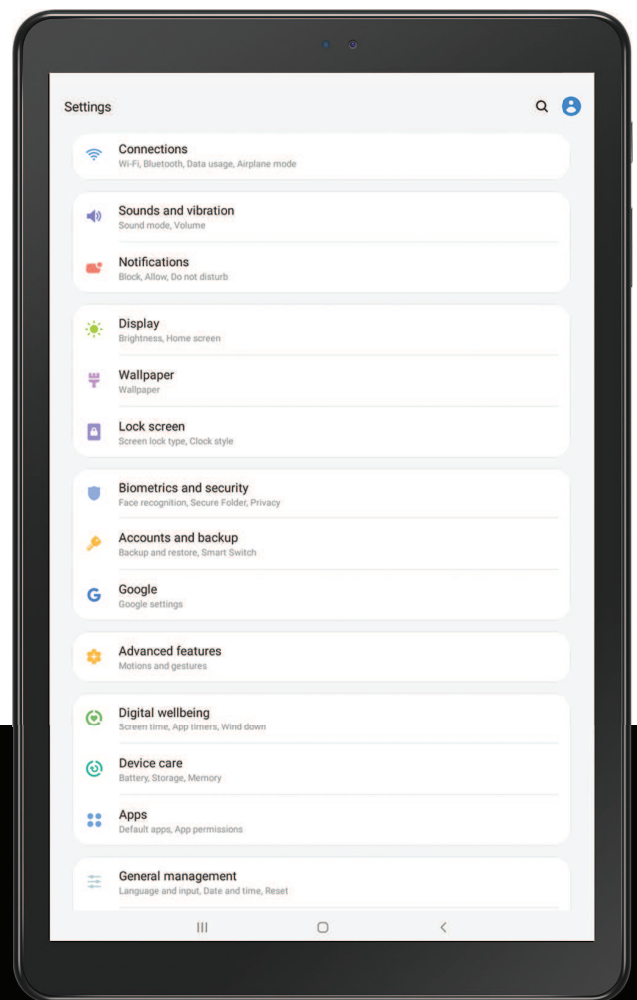 Settings
Connections
Wi-Fi, Bluetooth, Data usage, Airplane mode
Sounds and vibration
Sound mode, Volume
Notifications
Block, Allow, Do not disturb
Display
Brightness, Home screen
Wallpaper
Wallpaper
Lock screen
Screen lock type, Clock style
Biometrics and security
Face recognition, Secure Folder, Privacy
Accounts and backup
Backup and restore, Smart Switch
Google
Google settings
Advanced features
Motions and gestures
Digital wellbeing
Screen time, App timers, Wind down
Device care
Battery, Storage, Memory
Apps
Default apps, App permissions
General management
Language and input, Date and time, Reset